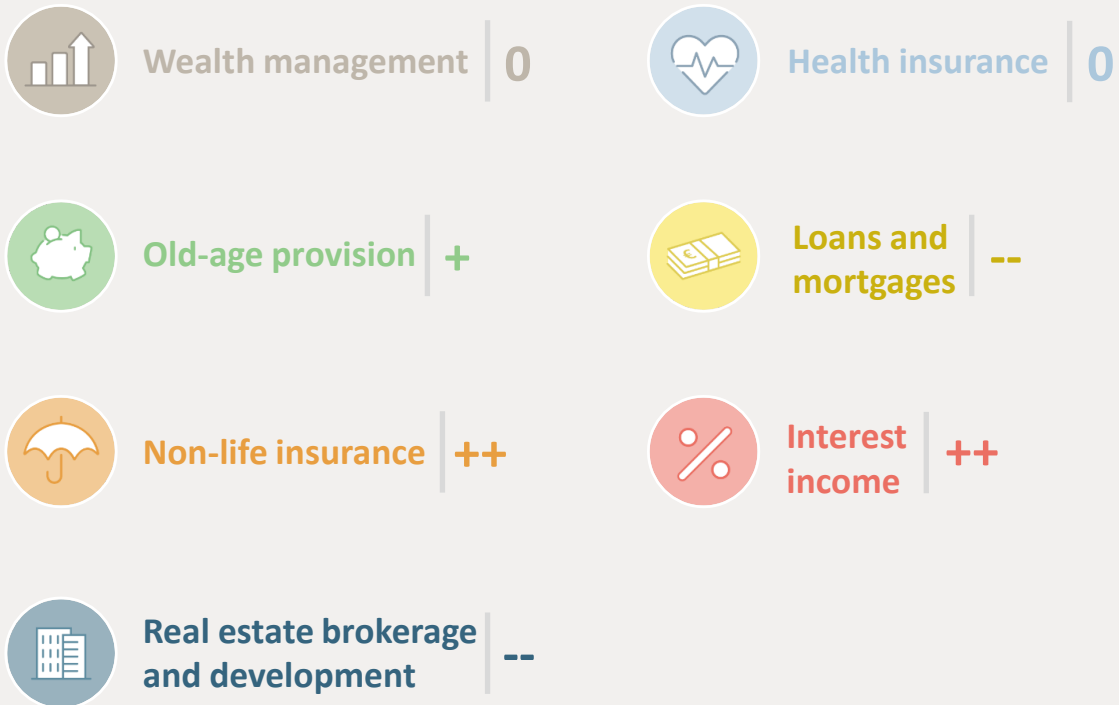 Wealth management 0
Health insurance 0
Old-age provision +
Loans and
mortgages --
€
Non-life insurance ++
Interest
income ++
%
Real estate brokerage
and development --